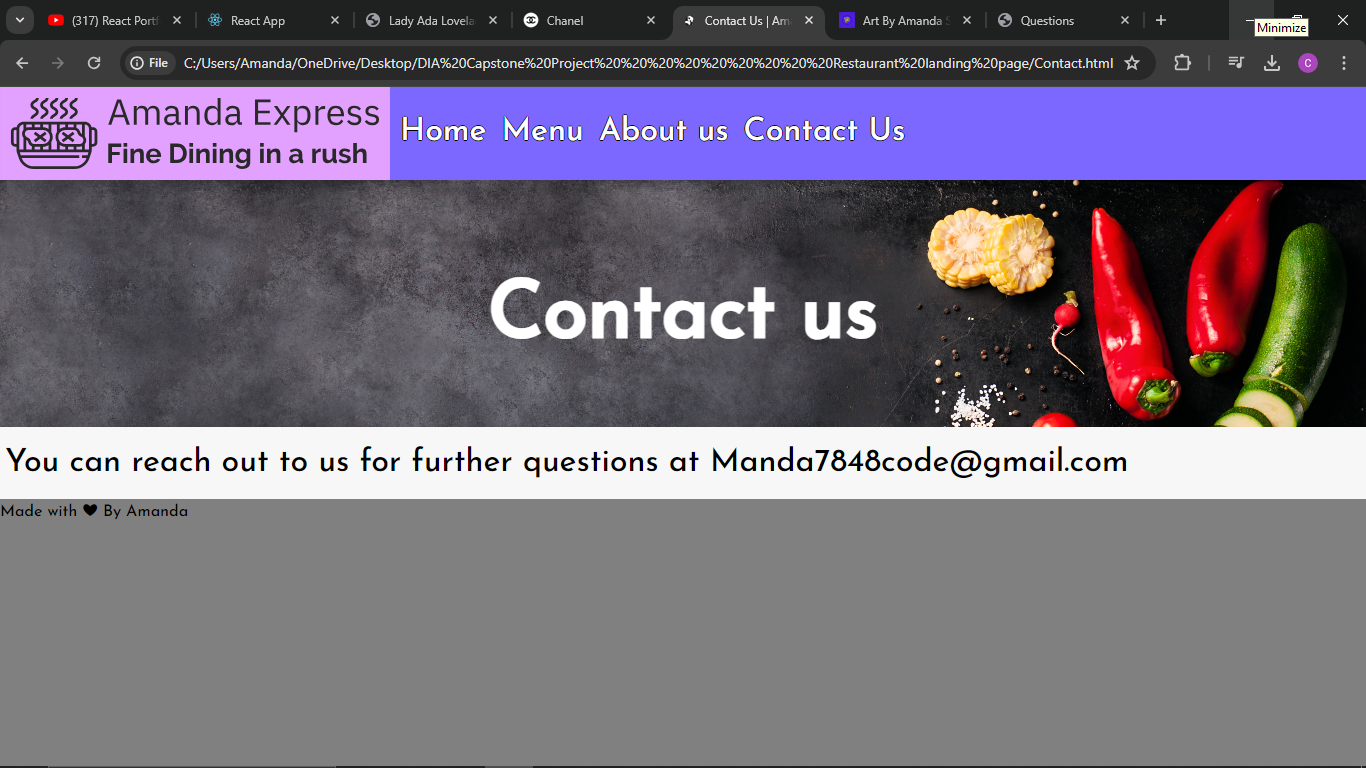 (317) React Portf
React App
Lady Ada Lovela
Chanel
Contact Us | Am
Art By Amanda S
Questions
Minimize
File
C:/Users/Amanda/OneDrive/Desktop/DIA%20Capstone%20Project%20%20%20%20%20%20%20%20%20Restaurant%20landing%20page/Contact.html
C
Amanda Express
Fine Dining in a rush
Home Menu About us Contact Us
Contact us
You can reach out to us for further questions at Manda7848code@gmail.com
Made with ♥ By Amanda